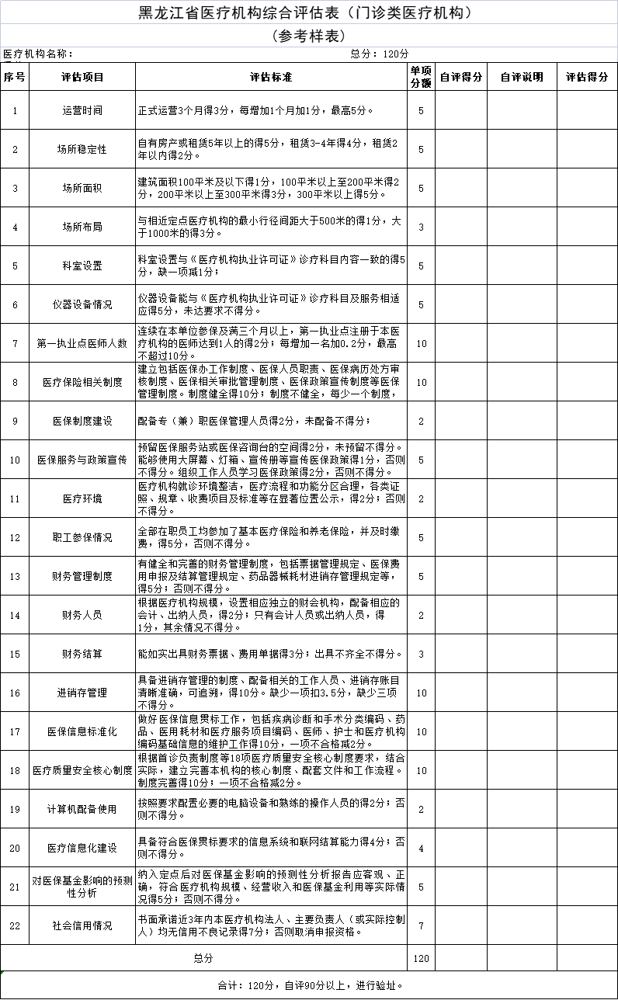 黑龙江省医疗机构综合评估表（门诊类医疗机构）
(参考样表)
医疗机构名称: 总分: 120分
序号 评估项目 评估标准 单项分额 自评得分 自评说明 评估得分
1 运营时间 正式运营3个月得3分，每增加1个月加1分，最高5分。 5
2 场所稳定性 自有房产或租赁5年以上的得5分，租赁3-4年得4分，租赁2
年以内得2分。 5
3 场所面积 建筑面积100平米及以下得1分，100平米以上至200平米得2
分，200平米以上至300平米得3分，300平米以上得5分。 5
4 场所布局 与相近定点医疗机构的最小行径间距大于500米的得1分，大
于1000米的得3分。 3
5 科室设置 科室设置与《医疗机构执业许可证》诊疗科目内容一致的得5
分，缺一项减1分； 5
6 仪器设备情况 仪器设备能与《医疗机构执业许可证》诊疗科目及服务相适
应得5分，未达要求不得分。 5
7 第一执业点医师人数 连续在本单位参保及满三个月以上，第一执业点注册于本医
疗机构的医师达到1人的得2分；每增加一名加0.2分，最高
不超过10分。 10
8 医疗保险相关制度 建立包括医保办工作制度、医保人员职责、医保病历处方审
核制度、医保相关审批管理制度、医保政策宣传制度等医保
管理制度。制度健全得10分；制度不健全，每少一个制度， 10
9 医保制度建设 配备专（兼）职医保管理人员得2分，未配备不得分； 2
10 医保服务与政策宣传 预留医保服务站或医保咨询台的空间得2分，未预留不得分。
能够使用大屏幕、灯箱、宣传册等宣传医保政策得1分，否则
不得分。组织工作人员学习医保政策得2分，否则不得分。 5
11 医疗环境 医疗机构就诊环境整洁，医疗流程和功能分区合理，各类证
照、规章、收费项目及标准等在显著位置公示，得2分；否则
不得分。 2
12 职工参保情况 全部在职员工均参加了基本医疗保险和养老保险，并及时缴
费，得5分，否则不得分。 5
13 财务管理制度 有健全和完善的财务管理制度，包括票据管理规定、医保费
用申报及结算管理规定、药品器械耗材进销存管理规定等，
得5分；否则不得分。 5
14 财务人员 根据医疗机构规模，设置相应独立的财会机构，配备相应的
会计、出纳人员，得2分；只有会计人员或出纳人员，得
1分，其余情况不得分。 2
15 财务结算 能如实出具财务票据、费用单据得3分；出具不齐全不得分。 3
16 进销存管理 具备进销存管理的制度、配备相关的工作人员、进销存账目
清晰准确，可追溯，得10分。缺少一项扣3.5分，缺少三项
不得分。 10
17 医保信息标准化 做好医保信息贯标工作，包括疾病诊断和手术分类编码、药
品、医用耗材和医疗服务项目编码、医师、护士和医疗机构
编码基础信息的维护工作得10分，一项不合格减2分。 10
18 医疗质量安全核心制度 根据首诊负责制度等18项医疗质量安全核心制度要求，结合
实际，建立完善本机构的核心制度、配套文件和工作流程。
制度完善得10分；一项不合格减2分。 10
19 计算机配备使用 按照要求配置必要的电脑设备和熟练的操作人员的得2分；否
则不得分。 2
20 医疗信息化建设 具备符合医保贯标要求的信息系统和联网结算能力得4分；否
则不得分。 4
21 对医保基金影响的预测
性分析 纳入定点后对医保基金影响的预测性分析报告应客观、正
确，符合医疗机构规模、经营收入和医保基金利用等实际情
况得5分；否则不得分。 5
22 社会信用情况 书面承诺近3年内本医疗机构法人、主要负责人（或实际控制
人）均无信用不良记录得7分；否则取消申报资格。 7
总分 120
合计: 120分，自评90分以上，进行验址。